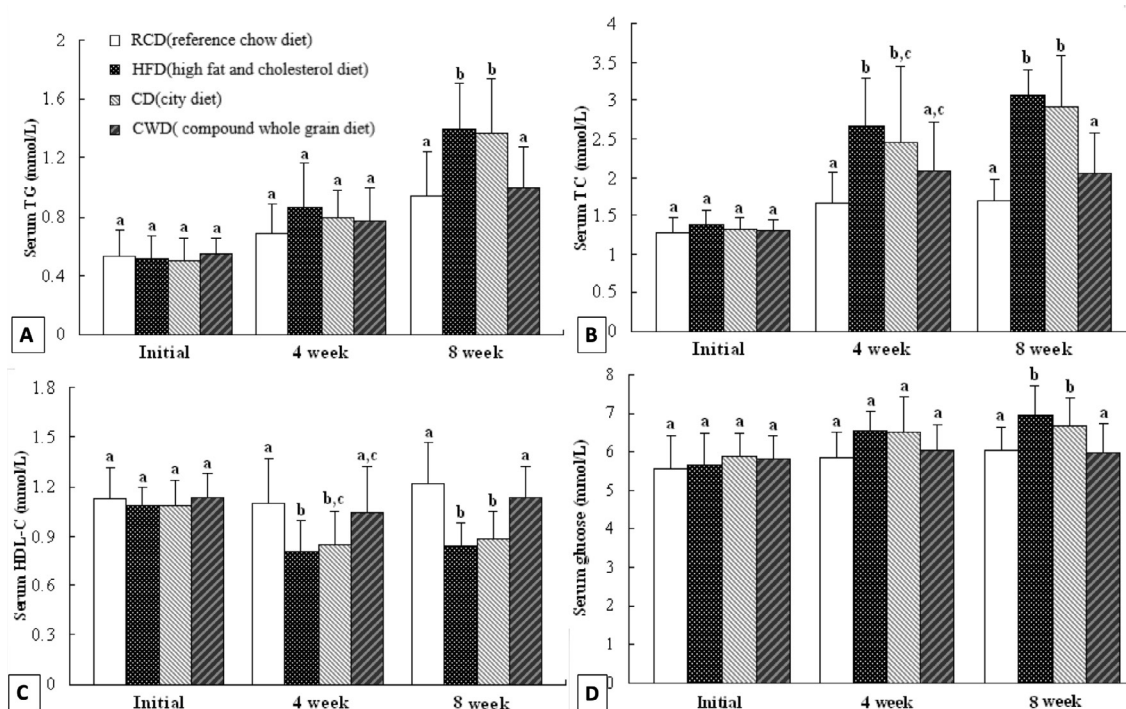 2
1.6
1.2
0.8
0.4
0
Serum TG (mmol/L)
RCD(reference chow diet)
HFD(high fat and cholesterol diet)
CD(city diet)
CWD( compound whole grain diet)
a
a
a
a
a
a
a
a
a
b
b
a
A
Initial
4 week
8 week
4
3.5
3
2.5
2
1.5
1
0.5
0
Serum TC (mmol/L)
a
a
a
a
a
b
b,c
a,c
a
b
b
a
B
Initial
4 week
8 week
1.8
1.5
1.2
0.9
0.6
0.3
0
Serum HDL-C (mmol/L)
a
a
a
a
a
b
b,c
a,c
a
b
b
a
C
Initial
4 week
8 week
8
7
6
5
4
3
2
1
0
Serum glucose (mmol/L)
a
a
a
a
a
a
a
a
a
b
b
a
D
Initial
4 week
8 week